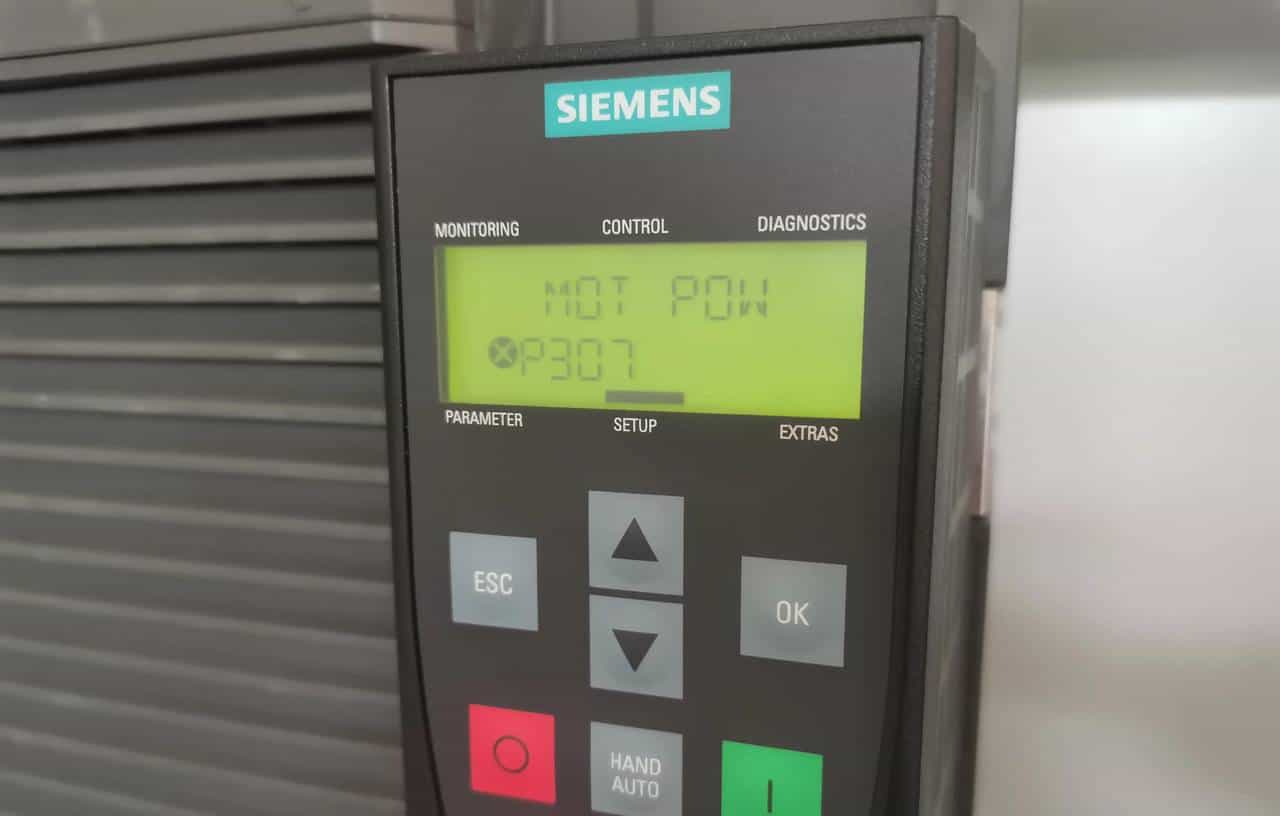 SIEMENS
MONITORING CONTROL DIAGNOSTICS
MOT POW
P307
PARAMETER SETUP EXTRAS
ESC
OK
HAND
AUTO